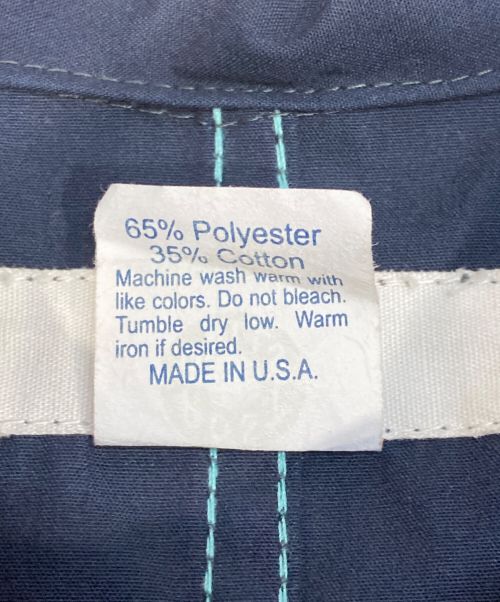 65% Polyester
35% Cotton
Machine wash warm with
like colors. Do not bleach.
Tumble dry low. Warm
iron if desired.
MADE IN U.S.A.